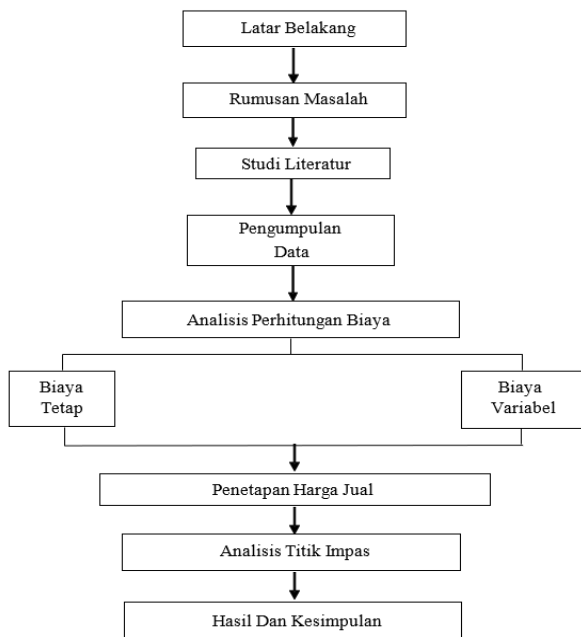 Latar Belakang
Rumusan Masalah
Studi Literatur
Pengumpulan
Data
Analisis Perhitungan Biaya
Biaya
Tetap
Biaya
Variabel
Penetapan Harga Jual
Analisis Titik Impas
Hasil Dan Kesimpulan